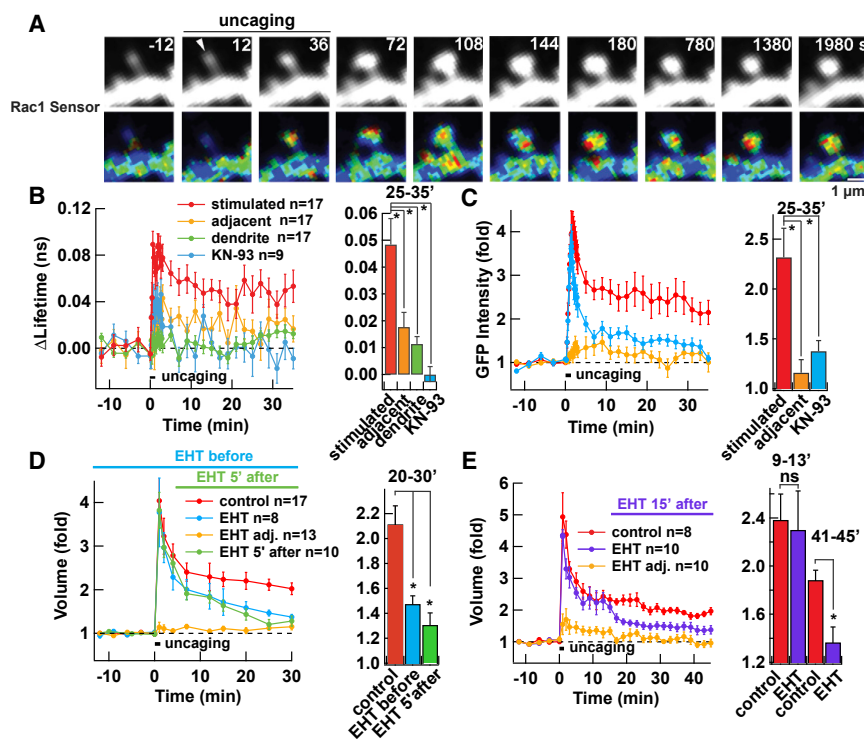 A
uncaging
-12
12
36
72
108
144
180
780
1380
1980 s
Rac1 Sensor
1 µm
B
stimulated n=17
adjacent n=17
dendrite n=17
KN-93 n=9
0.12
0.08
0.04
0.00
ΔLifetime (ns)
uncaging
-10 0 10 20 30
Time (min)
25-35'
* * *
0.06
0.05
0.04
0.03
0.02
0.01
0.00
stimulated
adjacent
dendrite
KN-93
C
GFP Intensity (fold)
4
3
2
1
0
uncaging
-10 0 10 20 30
Time (min)
25-35'
* *
2.5
2.0
1.5
1.0
stimulated
adjacent
KN-93
D
EHT before
EHT 5' after
control n=17
EHT n=8
EHT adj. n=13
EHT 5' after n=10
Volume (fold)
5
4
3
2
1
uncaging
-10 0 10 20 30
Time (min)
20-30'
* *
2.2
2.0
1.8
1.6
1.4
1.2
1.0
control
EHT before
EHT 5'after
E
EHT 15' after
control n=8
EHT n=10
EHT adj. n=10
Volume (fold)
6
5
4
3
2
1
uncaging
0 10 20 30 40
Time (min)
9-13'
ns
41-45'
*
2.4
2.0
1.6
1.2
control
EHT
control
EHT